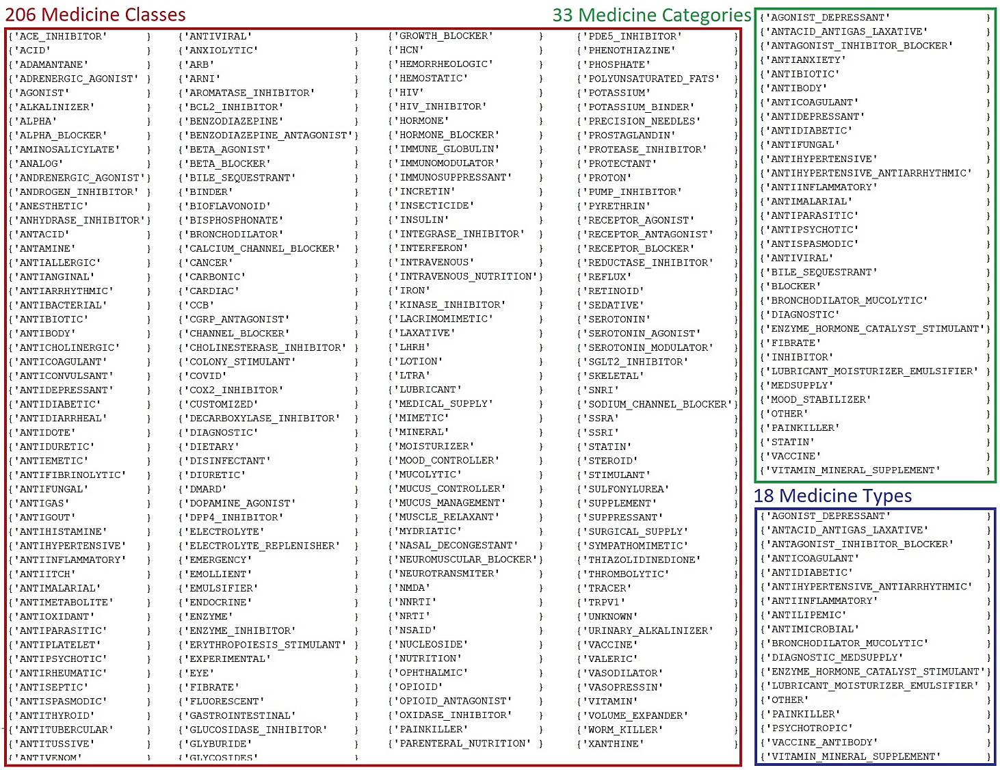 206 Medicine Classes
{'ACE_INHIBITOR' }
{'ACID' }
{'ADAMANTANE' }
{'ADRENERGIC_AGONIST' }
{'AGONIST' }
{'ALKALINIZER' }
{'ALPHA' }
{'ALPHA_BLOCKER' }
{'AMINOSALICYLATE' }
{'ANALOG' }
{'ANDRENERGIC_AGONIST'}
{'ANDROGEN_INHIBITOR' }
{'ANESTHETIC' }
{'ANHYDRASE_INHIBITOR'}
{'ANTACID' }
{'ANTAMINE' }
{'ANTIALLERGIC' }
{'ANTIANGINAL' }
{'ANTIARRHYTHMIC' }
{'ANTIBACTERIAL' }
{'ANTIBIOTIC' }
{'ANTIBODY' }
{'ANTICHOLINERGIC' }
{'ANTICOAGULANT' }
{'ANTICONVULSANT' }
{'ANTIDEPRESSANT' }
{'ANTIDIABETIC' }
{'ANTIDIARRHEAL' }
{'ANTIDOTE' }
{'ANTIDURETIC' }
{'ANTIEMETIC' }
{'ANTIFIBRINOLYTIC' }
{'ANTIFUNGAL' }
{'ANTIGAS' }
{'ANTIGOUT' }
{'ANTIHISTAMINE' }
{'ANTIHYPERTENSIVE' }
{'ANTIINFLAMMATORY' }
{'ANTIITCH' }
{'ANTIMALARIAL' }
{'ANTIMETABOLITE' }
{'ANTIOXIDANT' }
{'ANTIPARASITIC' }
{'ANTIPLATELET' }
{'ANTIPSYCHOTIC' }
{'ANTIRHEUMATIC' }
{'ANTISEPTIC' }
{'ANTISPASMODIC' }
{'ANTITHYROID' }
{'ANTITUBERCULAR' }
{'ANTITUSSIVE' }
{'ANTIVENOM' }
{'ANTIVIRAL' }
{'ANXIOLYTIC' }
{'ARB' }
{'ARNI' }
{'AROMATASE_INHIBITOR' }
{'BCL2_INHIBITOR' }
{'BENZODIAZEPINE' }
{'BENZODIAZEPINE_ANTAGONIST'}
{'BETA_AGONIST' }
{'BETA_BLOCKER' }
{'BILE_SEQUESTRANT' }
{'BINDER' }
{'BIOFLAVONOID' }
{'BISPHOSPHONATE' }
{'BRONCHODILATOR' }
{'CALCIUM_CHANNEL_BLOCKER' }
{'CANCER' }
{'CARBONIC' }
{'CARDIAC' }
{'CCB' }
{'CGRP_ANTAGONIST' }
{'CHANNEL_BLOCKER' }
{'CHOLINESTERASE_INHIBITOR' }
{'COLONY_STIMULANT' }
{'COVID' }
{'COX2_INHIBITOR' }
{'CUSTOMIZED' }
{'DECARBOXYLASE_INHIBITOR' }
{'DIAGNOSTIC' }
{'DIETARY' }
{'DISINFECTANT' }
{'DIURETIC' }
{'DMARD' }
{'DOPAMINE_AGONIST' }
{'DPP4_INHIBITOR' }
{'ELECTROLYTE' }
{'ELECTROLYTE_REPLENISHER' }
{'EMERGENCY' }
{'EMOLLIENT' }
{'EMULSIFIER' }
{'ENDOCRINE' }
{'ENZYME' }
{'ENZYME_INHIBITOR' }
{'ERYTHROPOIESIS_STIMULANT' }
{'EXPERIMENTAL' }
{'EYE' }
{'FIBRATE' }
{'FLUORESCENT' }
{'GASTROINTESTINAL' }
{'GLUCOSIDASE_INHIBITOR' }
{'GLYBURIDE' }
{'GLYCOSIDES' }
{'GROWTH_BLOCKER' }
{'HCN' }
{'HEMORRHEOLOGIC' }
{'HEMOSTATIC' }
{'HIV' }
{'HIV_INHIBITOR' }
{'HORMONE' }
{'HORMONE_BLOCKER' }
{'IMMUNE_GLOBULIN' }
{'IMMUNOMODULATOR' }
{'IMMUNOSUPPRESSANT' }
{'INCRETIN' }
{'INSECTICIDE' }
{'INSULIN' }
{'INTEGRASE_INHIBITOR' }
{'INTERFERON' }
{'INTRAVENOUS' }
{'INTRAVENOUS_NUTRITION'}
{'IRON' }
{'KINASE_INHIBITOR' }
{'LACRIMOMIMETIC' }
{'LAXATIVE' }
{'LHRH' }
{'LOTION' }
{'LTRA' }
{'LUBRICANT' }
{'MEDICAL_SUPPLY' }
{'MIMETIC' }
{'MINERAL' }
{'MOISTURIZER' }
{'MOOD_CONTROLLER' }
{'MUCOLYTIC' }
{'MUCUS_CONTROLLER' }
{'MUCUS_MANAGEMENT' }
{'MUSCLE_RELAXANT' }
{'MYDRIATIC' }
{'NASAL_DECONGESTANT' }
{'NEUROMUSCULAR_BLOCKER'}
{'NEUROTRANSMITER' }
{'NMDA' }
{'NNRTI' }
{'NRTI' }
{'NSAID' }
{'NUCLEOSIDE' }
{'NUTRITION' }
{'OPHTHALMIC' }
{'OPIOID' }
{'OPIOID_ANTAGONIST' }
{'OXIDASE_INHIBITOR' }
{'PAINKILLER' }
{'PARENTERAL_NUTRITION' }
{'PDE5_INHIBITOR' }
{'PHENOTHIAZINE' }
{'PHOSPHATE' }
{'POLYUNSATURATED_FATS' }
{'POTASSIUM' }
{'POTASSIUM_BINDER' }
{'PRECISION_NEEDLES' }
{'PROSTAGLANDIN' }
{'PROTEASE_INHIBITOR' }
{'PROTECTANT' }
{'PROTON' }
{'PUMP_INHIBITOR' }
{'PYRETHRIN' }
{'RECEPTOR_AGONIST' }
{'RECEPTOR_ANTAGONIST' }
{'RECEPTOR_BLOCKER' }
{'REDUCTASE_INHIBITOR' }
{'REFLUX' }
{'RETINOID' }
{'SEDATIVE' }
{'SEROTONIN' }
{'SEROTONIN_AGONIST' }
{'SEROTONIN_MODULATOR' }
{'SGLT2_INHIBITOR' }
{'SKELETAL' }
{'SNRI' }
{'SODIUM_CHANNEL_BLOCKER'}
{'SSRA' }
{'SSRI' }
{'STATIN' }
{'STEROID' }
{'STIMULANT' }
{'SULFONYLUREA' }
{'SUPPLEMENT' }
{'SUPPRESSANT' }
{'SURGICAL_SUPPLY' }
{'SYMPATHOMIMETIC' }
{'THIAZOLIDINEDIONE' }
{'THROMBOLYTIC' }
{'TRACER' }
{'TRPV1' }
{'UNKNOWN' }
{'URINARY_ALKALINIZER' }
{'VACCINE' }
{'VALERIC' }
{'VASODILATOR' }
{'VASOPRESSIN' }
{'VITAMIN' }
{'VOLUME_EXPANDER' }
{'WORM_KILLER' }
{'XANTHINE' }
33 Medicine Categories
{'AGONIST_DEPRESSANT' }
{'ANTACID_ANTIGAS_LAXATIVE' }
{'ANTAGONIST_INHIBITOR_BLOCKER' }
{'ANTIANXIETY' }
{'ANTIBIOTIC' }
{'ANTIBODY' }
{'ANTICOAGULANT' }
{'ANTIDEPRESSANT' }
{'ANTIDIABETIC' }
{'ANTIFUNGAL' }
{'ANTIHYPERTENSIVE' }
{'ANTIHYPERTENSIVE_ANTIARRHYTHMIC' }
{'ANTIINFLAMMATORY' }
{'ANTIMALARIAL' }
{'ANTIPARASITIC' }
{'ANTIPSYCHOTIC' }
{'ANTISPASMODIC' }
{'ANTIVIRAL' }
{'BILE_SEQUESTRANT' }
{'BLOCKER' }
{'BRONCHODILATOR_MUCOLYTIC' }
{'DIAGNOSTIC' }
{'ENZYME_HORMONE_CATALYST_STIMULANT'}
{'FIBRATE' }
{'INHIBITOR' }
{'LUBRICANT_MOISTURIZER_EMULSIFIER' }
{'MEDSUPPLY' }
{'MOOD_STABILIZER' }
{'OTHER' }
{'PAINKILLER' }
{'STATIN' }
{'VACCINE' }
{'VITAMIN_MINERAL_SUPPLEMENT' }
18 Medicine Types
{'AGONIST_DEPRESSANT' }
{'ANTACID_ANTIGAS_LAXATIVE' }
{'ANTAGONIST_INHIBITOR_BLOCKER' }
{'ANTICOAGULANT' }
{'ANTIDIABETIC' }
{'ANTIHYPERTENSIVE_ANTIARRHYTHMIC' }
{'ANTIINFLAMMATORY' }
{'ANTILIPEMIC' }
{'ANTIMICROBIAL' }
{'BRONCHODILATOR_MUCOLYTIC' }
{'DIAGNOSTIC_MEDSUPPLY' }
{'ENZYME_HORMONE_CATALYST_STIMULANT'}
{'LUBRICANT_MOISTURIZER_EMULSIFIER' }
{'OTHER' }
{'PAINKILLER' }
{'PSYCHOTROPIC' }
{'VACCINE_ANTIBODY' }
{'VITAMIN_MINERAL_SUPPLEMENT' }